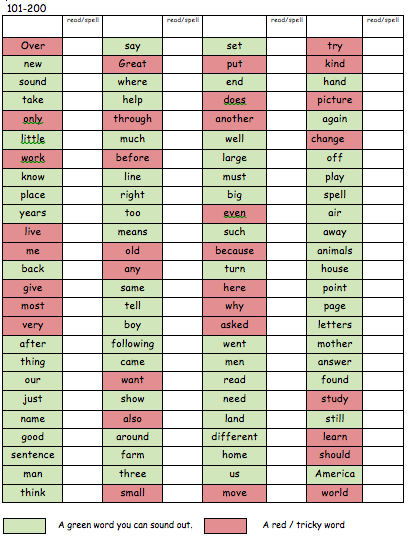 101-200
read/spell read/spell read/spell read/spell
Over say set try
new Great put kind
sound where end hand
take help does picture
only through another again
little much well change
work before large off
know line must play
place right big spell
years too even air
live means such away
me old because animals
back any turn house
give same here point
most tell why page
very boy asked letters
after following went mother
thing came men answer
our want read found
just show need study
name also land still
good around different learn
sentence farm home should
man three us America
think small move world
A green word you can sound out. A red / tricky word